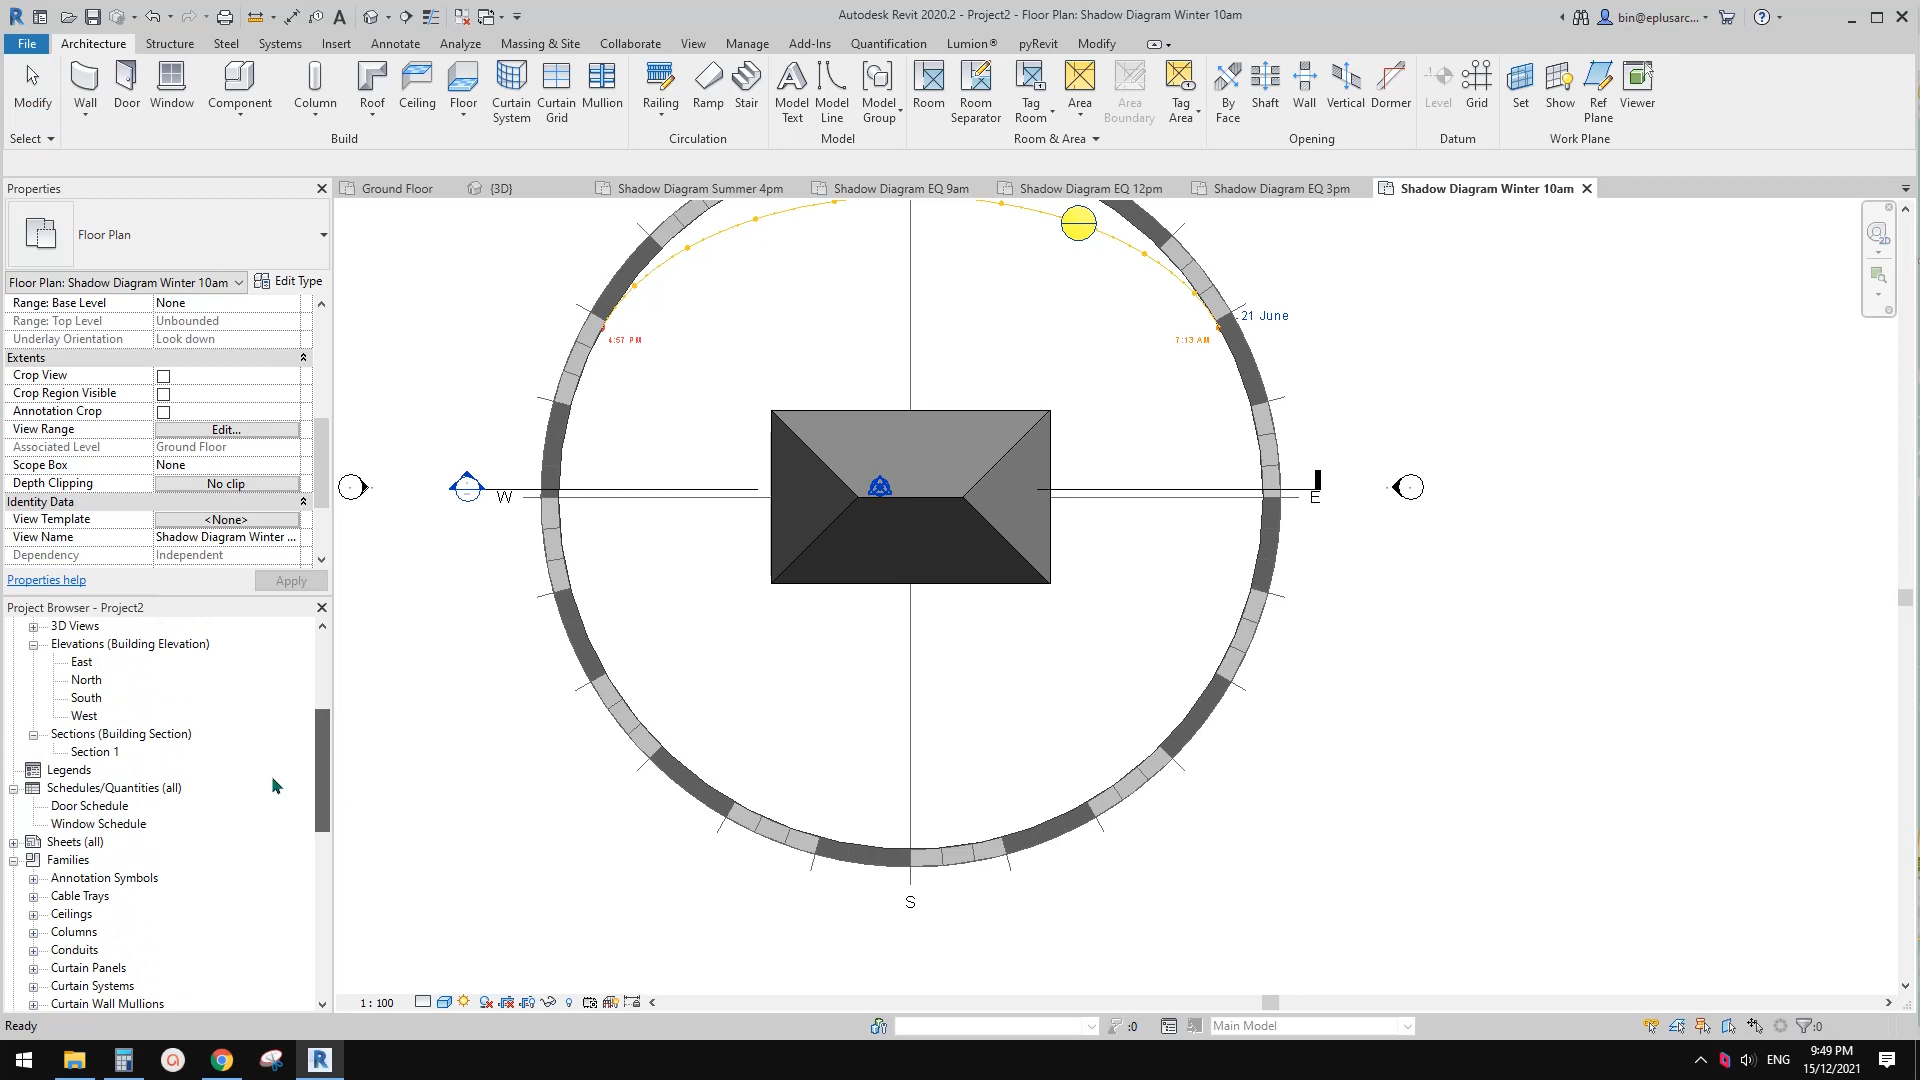 Autodesk Revit 2020.2 - Project2 - Floor Plan: Shadow Diagram Winter 10am
bin@eplusarc...
File Architecture Structure Steel Systems Insert Annotate Analyze Massing & Site Collaborate View Manage Add-Ins Quantification Lumion® pyRevit Modify
Modify Wall Door Window Component Column Roof Ceiling Floor Curtain System Curtain Grid Mullion Railing Ramp Stair Model Text Model Line Model Group Room Room Separator Tag Room Area Area Boundary Tag Area By Face Shaft Wall Vertical Dormer Level Grid Set Show Ref Plane Viewer
Select Build Circulation Model Room & Area Opening Datum Work Plane
Properties
Ground Floor {3D} Shadow Diagram Summer 4pm Shadow Diagram EQ 9am Shadow Diagram EQ 12pm Shadow Diagram EQ 3pm Shadow Diagram Winter 10am
Floor Plan
Floor Plan: Shadow Diagram Winter 10am Edit Type
Range: Base Level None
Range: Top Level Unbounded
Underlay Orientation Look down
Extents
Crop View
Crop Region Visible
Annotation Crop
View Range Edit...
Associated Level Ground Floor
Scope Box None
Depth Clipping No clip
Identity Data
View Template <None>
View Name Shadow Diagram Winter ...
Dependency Independent
Properties help Apply
21 June
4:57 PM
7:13 AM
W
E
S
2D
Project Browser - Project2
3D Views
Elevations (Building Elevation)
East
North
South
West
Sections (Building Section)
Section 1
Legends
Schedules/Quantities (all)
Door Schedule
Window Schedule
Sheets (all)
Families
Annotation Symbols
Cable Trays
Ceilings
Columns
Conduits
Curtain Panels
Curtain Systems
Curtain Wall Mullions
1 : 100
Ready
:0
Main Model
:0
ENG
9:49 PM
15/12/2021